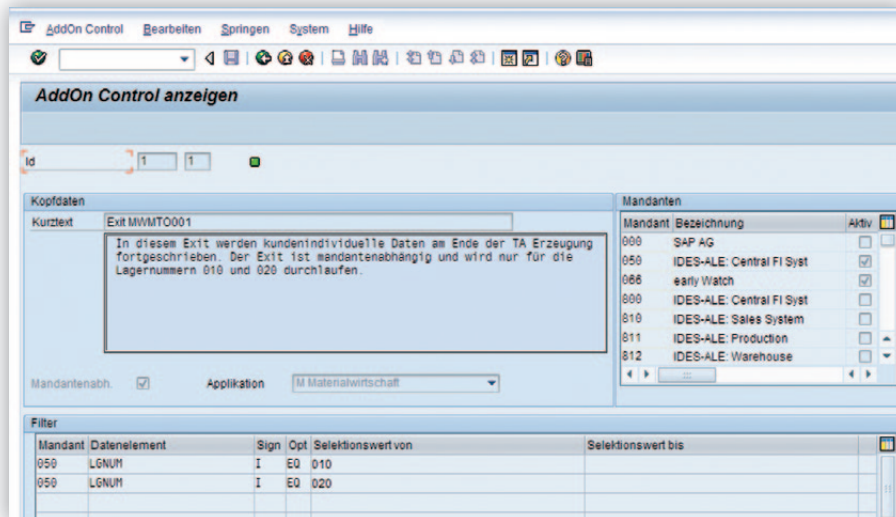 AddOn Control Bearbeiten Springen System Hilfe
AddOn Control anzeigen
Id 1 1
Kopfdaten
Kurztext Exit MWMTO001
In diesem Exit werden kundenindividuelle Daten am Ende der TA Erzeugung
fortgeschrieben. Der Exit ist mandantenabhängig und wird nur für die
Lagernummern 010 und 020 durchlaufen.
Mandantenabh. Applikation M Materialwirtschaft
Mandanten
Mandant Bezeichnung Aktiv
000 SAP AG
050 IDES-ALE: Central FI Syst
066 early Watch
800 IDES-ALE: Central FI Syst
810 IDES-ALE: Sales System
811 IDES-ALE: Production
812 IDES-ALE: Warehouse
Filter
Mandant Datenelement Sign Opt Selektionswert von Selektionswert bis
050 LGNUM I EQ 010
050 LGNUM I EQ 020